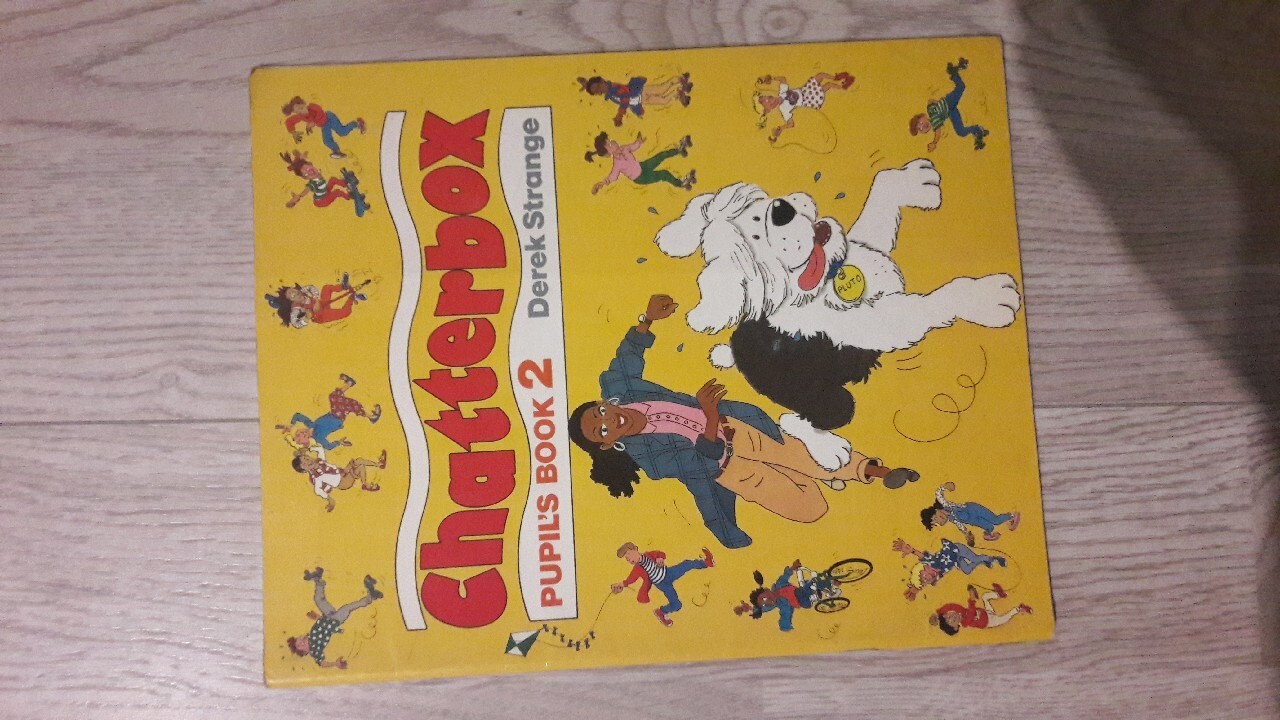 Chatterbox
PUPIL'S BOOK 2 Derek Strange
PLUTO